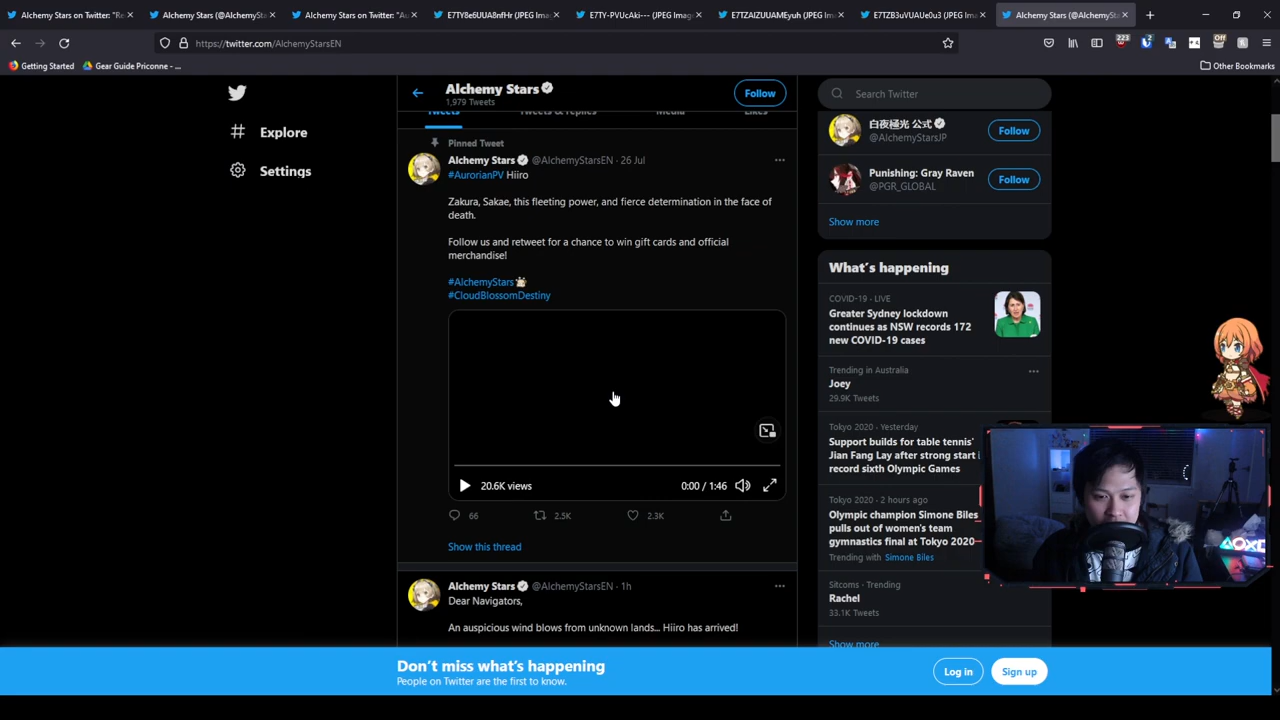 Alchemy Stars on Twitter: "Re
Alchemy Stars (@AlchemySta
Alchemy Stars on Twitter: "Au
E7TY8e6UUA8nfHr (JPEG Imag
E7TY-PVUcAki--- (JPEG Image
E7TZAIZUUAMEyuh (JPEG Imag
E7TZB3uVUAUe0u3 (JPEG Imag
Alchemy Stars (@AlchemySta
https://twitter.com/AlchemyStarsEN
223
2
Off
Getting Started
Gear Guide Priconne - ...
Other Bookmarks
Alchemy Stars
1,979 Tweets
Follow
Search Twitter
Explore
Settings
Tweets
Tweets & replies
Media
Likes
Pinned Tweet
Alchemy Stars @AlchemyStarsEN · 26 Jul
#AurorianPV Hiiro
Zakura, Sakae, this fleeting power, and fierce determination in the face of
death.
Follow us and retweet for a chance to win gift cards and official
merchandise!
#AlchemyStars
#CloudBlossomDestiny
20.6K views
0:00 / 1:46
66
2.5K
2.3K
Show this thread
Alchemy Stars @AlchemyStarsEN · 1h
Dear Navigators,
An auspicious wind blows from unknown lands... Hiiro has arrived!
白夜極光 公式
@AlchemyStarsJP
Follow
Punishing: Gray Raven
@PGR_GLOBAL
Follow
Show more
What's happening
COVID-19 · LIVE
Greater Sydney lockdown
continues as NSW records 172
new COVID-19 cases
Trending in Australia
Joey
29.9K Tweets
Tokyo 2020 · Yesterday
Support builds for table tennis'
Jian Fang Lay after strong start i
record sixth Olympic Games
Tokyo 2020 · 2 hours ago
Olympic champion Simone Biles
pulls out of women's team
gymnastics final at Tokyo 2020
Trending with Simone Biles
Sitcoms · Trending
Rachel
33.1K Tweets
Show more
Don't miss what's happening
People on Twitter are the first to know.
Log in
Sign up